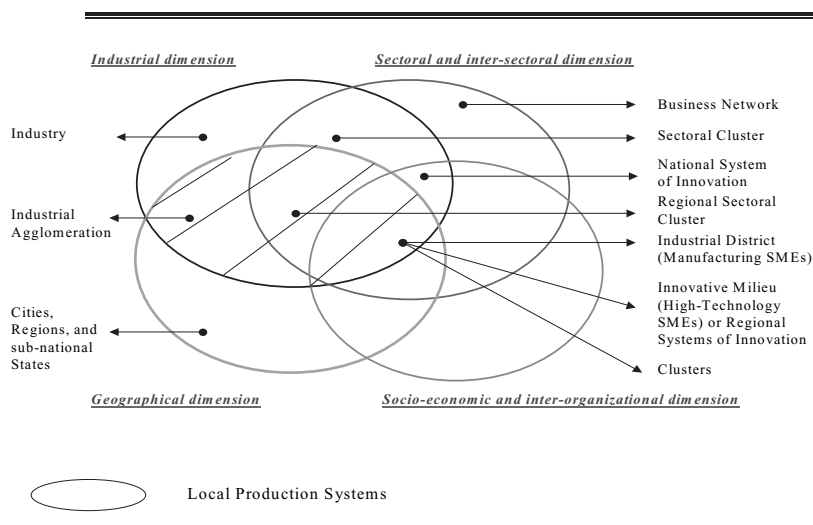 Industrial dimension
Sectoral and inter-sectoral dimension
Industry
Industrial
Agglomeration
Cities,
Regions, and
sub-national
States
Business Network
Sectoral Cluster
National System
of Innovation
Regional Sectoral
Cluster
Industrial District
(Manufacturing SMEs)
Innovative Milieu
(High-Technology
SMEs) or Regional
Systems of Innovation
Clusters
Geographical dimension
Socio-economic and inter-organizational dimension
Local Production Systems